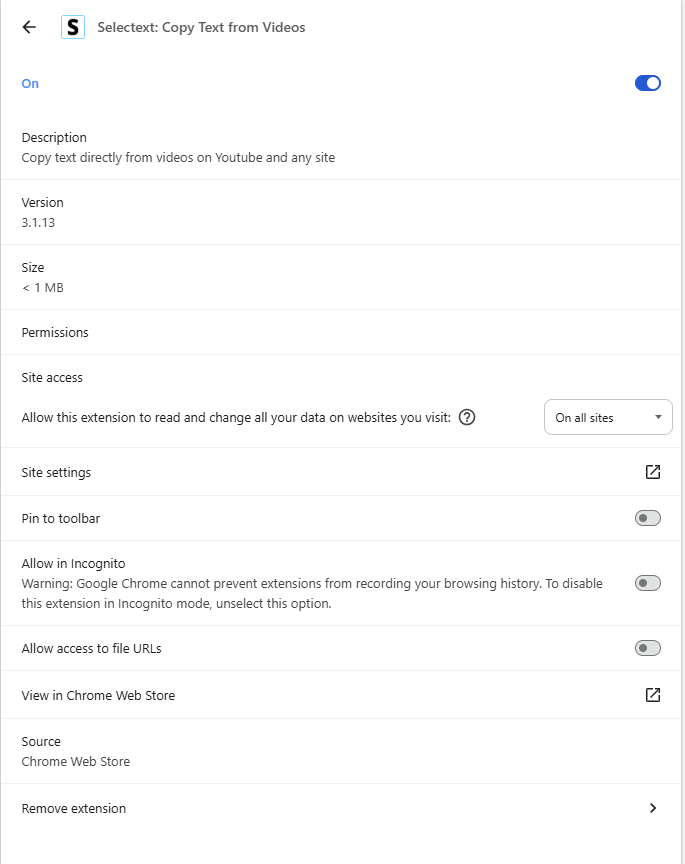 S Selectext: Copy Text from Videos
On
Description
Copy text directly from videos on Youtube and any site
Version
3.1.13
Size
< 1 MB
Permissions
Site access
Allow this extension to read and change all your data on websites you visit: ? On all sites
Site settings
Pin to toolbar
Allow in Incognito
Warning: Google Chrome cannot prevent extensions from recording your browsing history. To disable
this extension in Incognito mode, unselect this option.
Allow access to file URLs
View in Chrome Web Store
Source
Chrome Web Store
Remove extension